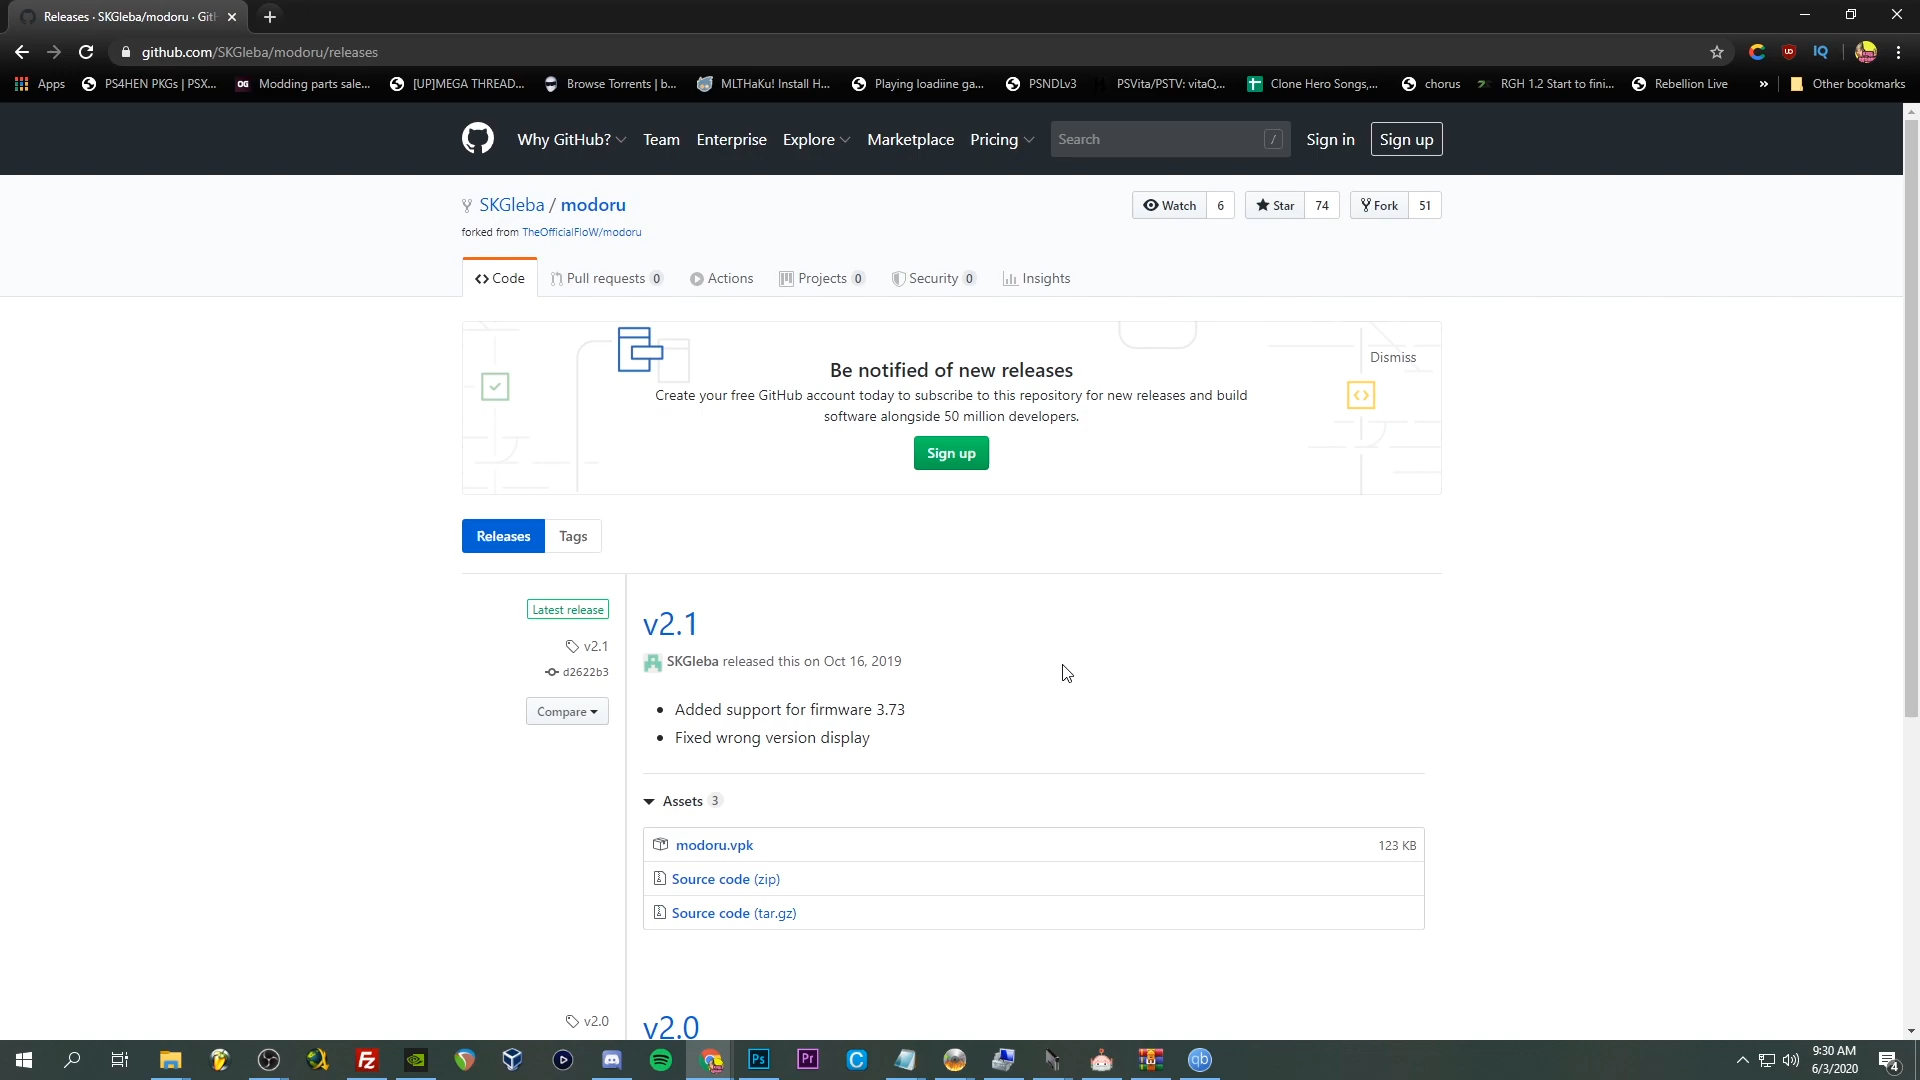 Releases · SKGleba/modoru · Git
github.com/SKGleba/modoru/releases
Apps PS4HEN PKGs | PSX... Modding parts sale... [UP]MEGA THREAD... Browse Torrents | b... MLTHaKu! Install H... Playing loadiine ga... PSNDLv3 PSVita/PSTV: vitaQ... Clone Hero Songs,... chorus RGH 1.2 Start to fini... Rebellion Live » Other bookmarks
Why GitHub? Team Enterprise Explore Marketplace Pricing Search / Sign in Sign up
SKGleba / modoru
Watch 6 Star 74 Fork 51
forked from TheOfficialFloW/modoru
Code Pull requests 0 Actions Projects 0 Security 0 Insights
Be notified of new releases
Dismiss
Create your free GitHub account today to subscribe to this repository for new releases and build
software alongside 50 million developers.
Sign up
Releases Tags
Latest release
v2.1
d2622b3
Compare
v2.1
SKGleba released this on Oct 16, 2019
• Added support for firmware 3.73
• Fixed wrong version display
Assets 3
modoru.vpk 123 KB
Source code (zip)
Source code (tar.gz)
v2.0
v2.0
Fz Ps Pr C qb
9:30 AM
6/3/2020
4